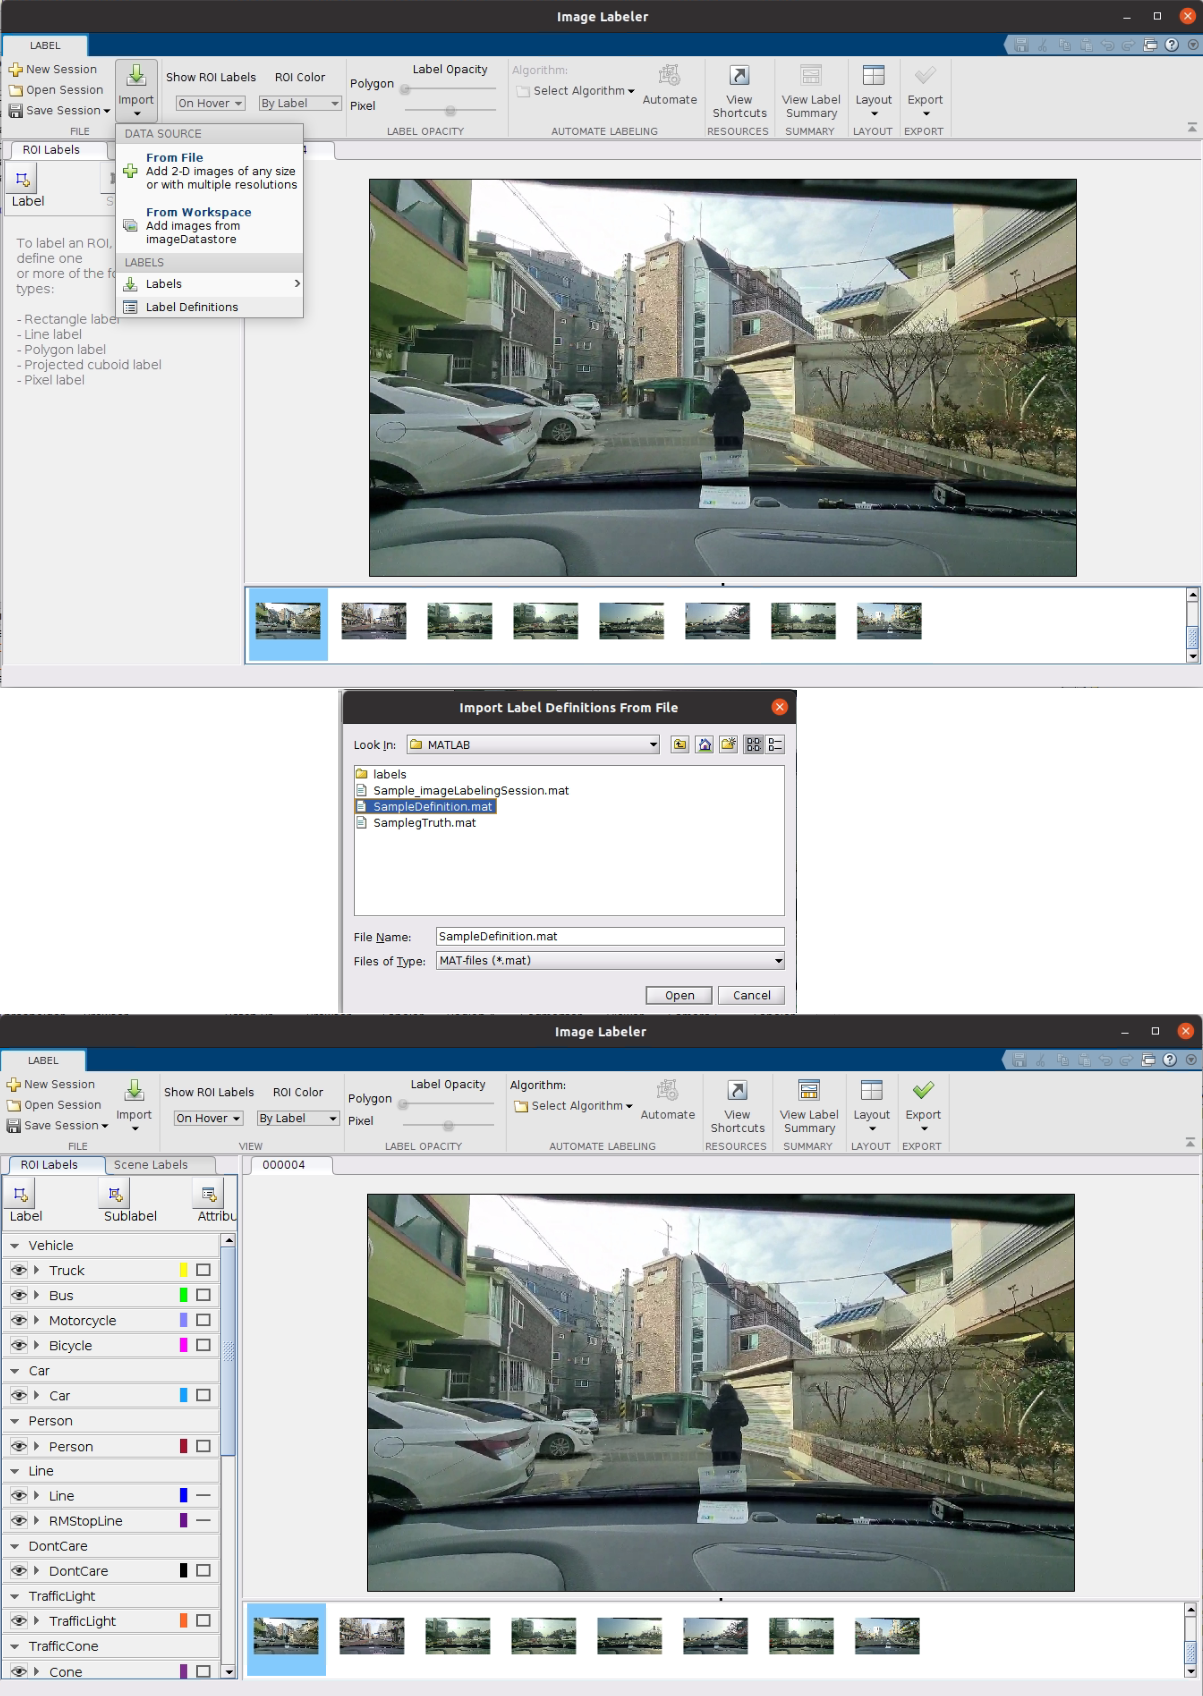 Image Labeler
LABEL
New Session
Open Session
Save Session
Import
FILE
Show ROI Labels
ROI Color
On Hover
By Label
Label Opacity
Polygon
Pixel
LABEL OPACITY
Algorithm:
Select Algorithm
Automate
AUTOMATE LABELING
View
Shortcuts
RESOURCES
View Label
Summary
SUMMARY
Layout
LAYOUT
Export
EXPORT
ROI Labels
Label
To label an ROI,
define one
or more of the fo
types:
- Rectangle label
- Line label
- Polygon label
- Projected cuboid label
- Pixel label
DATA SOURCE
From File
Add 2-D images of any size
or with multiple resolutions
From Workspace
Add images from
imageDatastore
LABELS
Labels
Label Definitions
Import Label Definitions From File
Look In:
MATLAB
labels
Sample_imageLabelingSession.mat
SampleDefinition.mat
SamplegTruth.mat
File Name:
SampleDefinition.mat
Files of Type:
MAT-files (*.mat)
Open
Cancel
Image Labeler
LABEL
New Session
Open Session
Save Session
Import
FILE
Show ROI Labels
ROI Color
On Hover
By Label
VIEW
Label Opacity
Polygon
Pixel
LABEL OPACITY
Algorithm:
Select Algorithm
Automate
AUTOMATE LABELING
View
Shortcuts
RESOURCES
View Label
Summary
SUMMARY
Layout
LAYOUT
Export
EXPORT
ROI Labels
Scene Labels
000004
Label
Sublabel
Attribu
Vehicle
Truck
Bus
Motorcycle
Bicycle
Car
Car
Person
Person
Line
Line
RMStopLine
DontCare
DontCare
TrafficLight
TrafficLight
TrafficCone
Cone